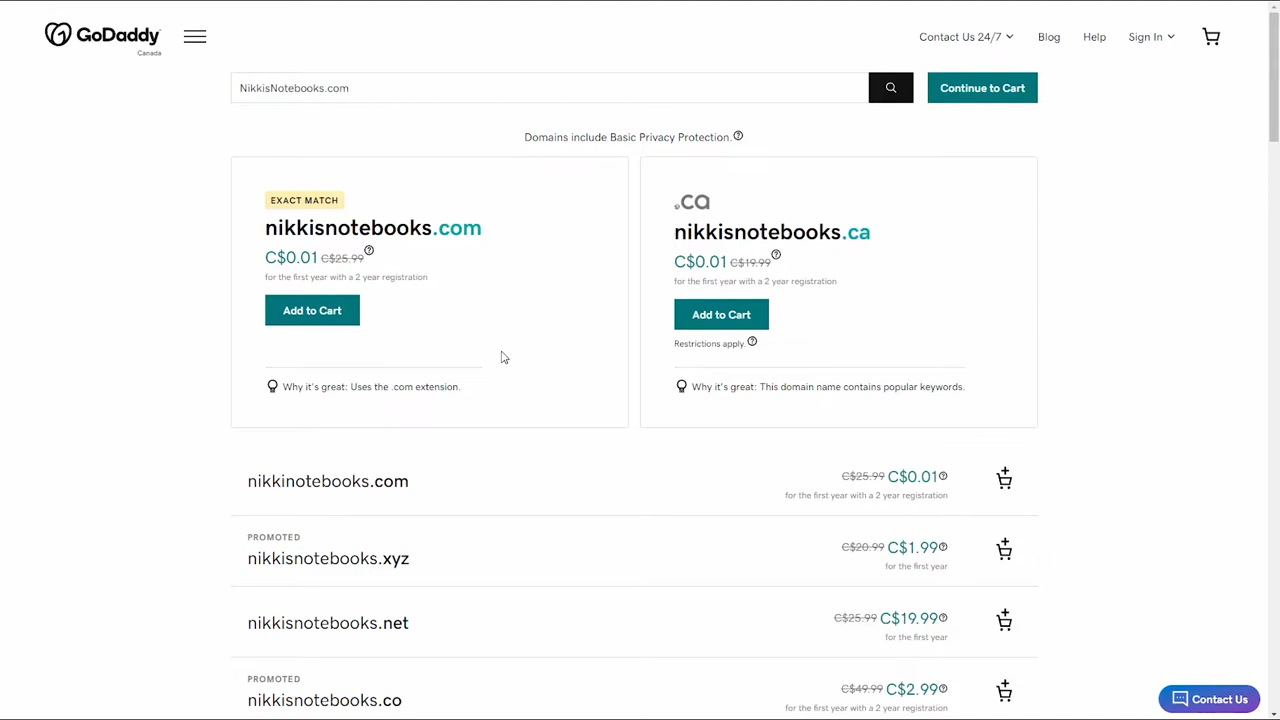 GoDaddy
Canada
Contact Us 24/7
Blog
Help
Sign In
NikkisNotebooks.com
Continue to Cart
Domains include Basic Privacy Protection.
EXACT MATCH
nikkisnotebooks.com
C$0.01 C$25.99
for the first year with a 2 year registration
Add to Cart
Why it's great: Uses the .com extension.
.ca
nikkisnotebooks.ca
C$0.01 C$19.99
for the first year with a 2 year registration
Add to Cart
Restrictions apply.
Why it's great: This domain name contains popular keywords.
nikkinotebooks.com
C$25.99 C$0.01
for the first year with a 2 year registration
PROMOTED
nikkisnotebooks.xyz
C$20.99 C$1.99
for the first year
nikkisnotebooks.net
C$25.99 C$19.99
for the first year
PROMOTED
nikkisnotebooks.co
C$49.99 C$2.99
for the first year with a 2 year registration
Contact Us